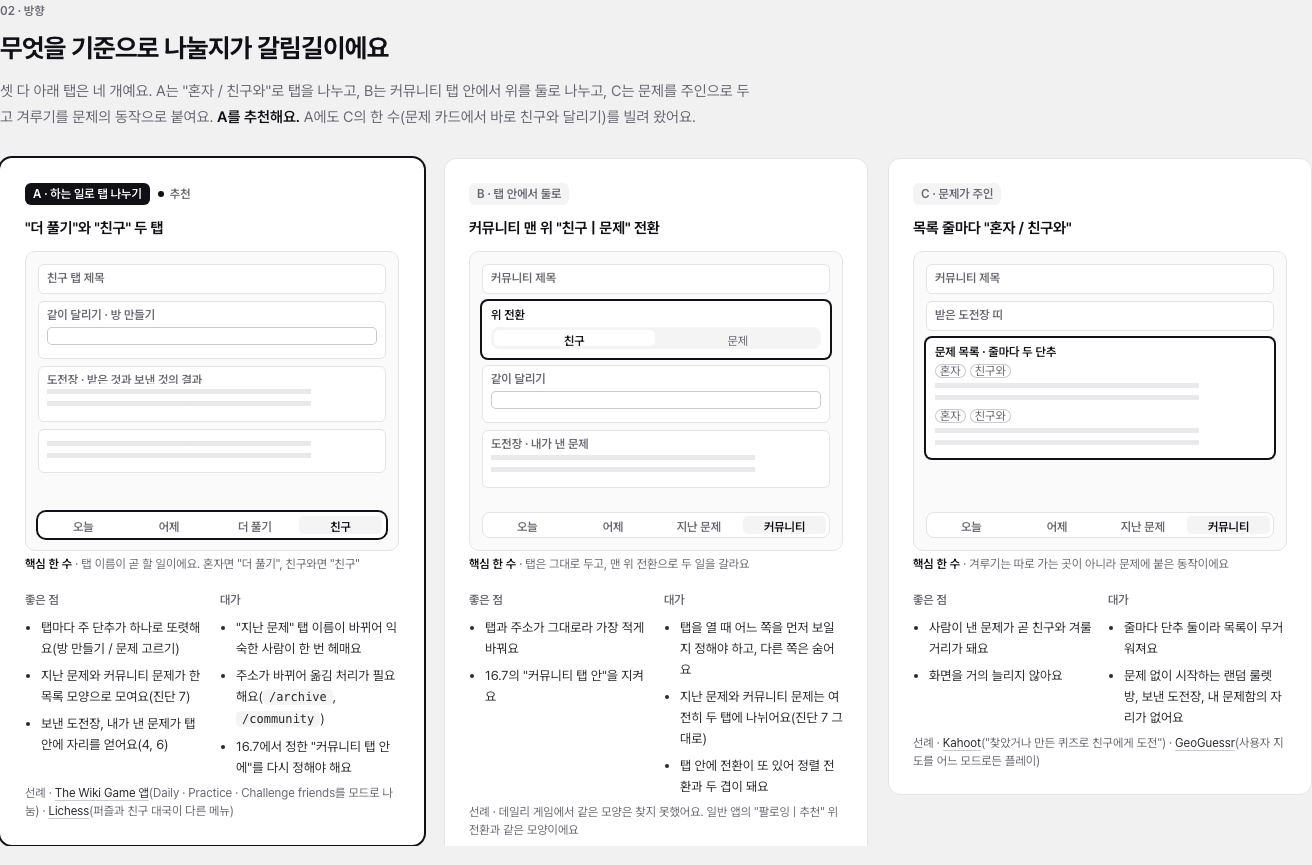 02 · 방향
무엇을 기준으로 나눌지가 갈림길이에요
셋 다 아래 탭은 네 개예요. A는 "혼자 / 친구와"로 탭을 나누고, B는 커뮤니티 탭 안에서 위를 둘로 나누고, C는 문제를 주인으로 두
고 겨루기를 문제의 동작으로 붙여요. A를 추천해요. A에도 C의 한 수(문제 카드에서 바로 친구와 달리기)를 빌려 왔어요.
A · 하는 일로 탭 나누기 • 추천
"더 풀기"와 "친구" 두 탭
친구 탭 제목
같이 달리기 · 방 만들기
도전장 · 받은 것과 보낸 것의 결과
오늘 어제 더 풀기 친구
핵심 한 수 · 탭 이름이 곧 할 일이에요. 혼자면 "더 풀기", 친구와면 "친구"
좋은 점
• 탭마다 주 단추가 하나로 또렷해
요(방 만들기 / 문제 고르기)
• 지난 문제와 커뮤니티 문제가 한
목록 모양으로 모여요(진단 7)
• 보낸 도전장, 내가 낸 문제가 탭
안에 자리를 얻어요(4, 6)
대가
• "지난 문제" 탭 이름이 바뀌어 익
숙한 사람이 한 번 헤매요
• 주소가 바뀌어 옮김 처리가 필요
해요( /archive ,
/community )
• 16.7에서 정한 "커뮤니티 탭 안
에"를 다시 정해야 해요
선례 · The Wiki Game 앱(Daily · Practice · Challenge friends를 모드로 나
눔) · Lichess(퍼즐과 친구 대국이 다른 메뉴)
B · 탭 안에서 둘로
커뮤니티 맨 위 "친구 | 문제" 전환
커뮤니티 제목
위 전환
친구 문제
같이 달리기
도전장 · 내가 낸 문제
오늘 어제 지난 문제 커뮤니티
핵심 한 수 · 탭은 그대로 두고, 맨 위 전환으로 두 일을 갈라요
좋은 점
• 탭과 주소가 그대로라 가장 적게
바꿔요
• 16.7의 "커뮤니티 탭 안"을 지켜
요
대가
• 탭을 열 때 어느 쪽을 먼저 보일
지 정해야 하고, 다른 쪽은 숨어
요
• 지난 문제와 커뮤니티 문제는 여
전히 두 탭에 나뉘어요(진단 7 그
대로)
• 탭 안에 전환이 또 있어 정렬 전
환과 두 겹이 돼요
선례 · 데일리 게임에서 같은 모양은 찾지 못했어요. 일반 앱의 "팔로잉 | 추천" 위
전환과 같은 모양이에요
C · 문제가 주인
목록 줄마다 "혼자 / 친구와"
커뮤니티 제목
받은 도전장 띠
문제 목록 · 줄마다 두 단추
혼자 친구와
혼자 친구와
오늘 어제 지난 문제 커뮤니티
핵심 한 수 · 겨루기는 따로 가는 곳이 아니라 문제에 붙은 동작이에요
좋은 점
• 사람이 낸 문제가 곧 친구와 겨룰
거리가 돼요
• 화면을 거의 늘리지 않아요
대가
• 줄마다 단추 둘이라 목록이 무거
워져요
• 문제 없이 시작하는 랜덤 룰렛
방, 보낸 도전장, 내 문제함의 자
리가 없어요
선례 · Kahoot("찾았거나 만든 퀴즈로 친구에게 도전") · GeoGuessr(사용자 지
도를 어느 모드로든 플레이)